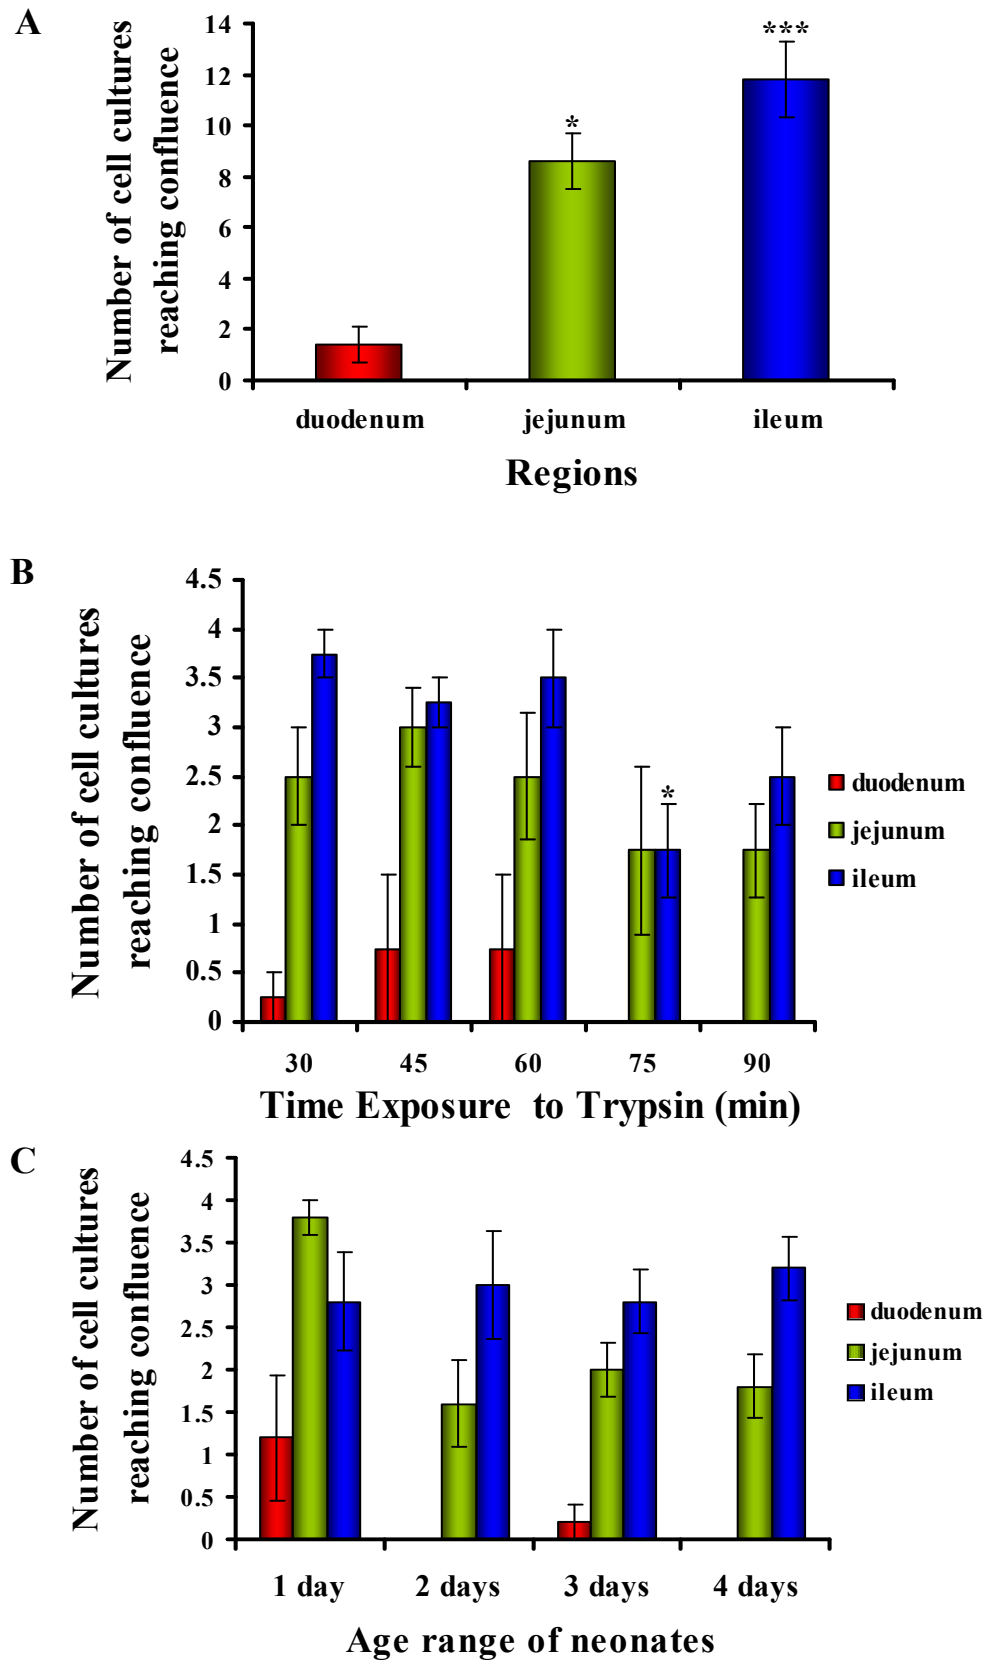 A
Number of cell cultures
reaching confluence
14
12
10
8
6
4
2
0
*
***
duodenum jejunum ileum
Regions
B
Number of cell cultures
reaching confluence
4.5
4
3.5
3
2.5
2
1.5
1
0.5
0
*
duodenum
jejunum
ileum
30 45 60 75 90
Time Exposure to Trypsin (min)
C
Number of cell cultures
reaching confluence
4.5
4
3.5
3
2.5
2
1.5
1
0.5
0
duodenum
jejunum
ileum
1 day 2 days 3 days 4 days
Age range of neonates